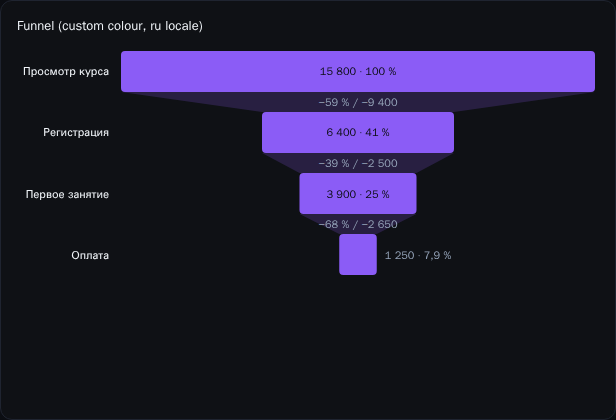 Funnel (custom colour, ru locale)
Просмотр курса
15 800 · 100 %
−59 % / −9 400
Регистрация
6 400 · 41 %
−39 % / −2 500
Первое занятие
3 900 · 25 %
−68 % / −2 650
Оплата
1 250 · 7,9 %